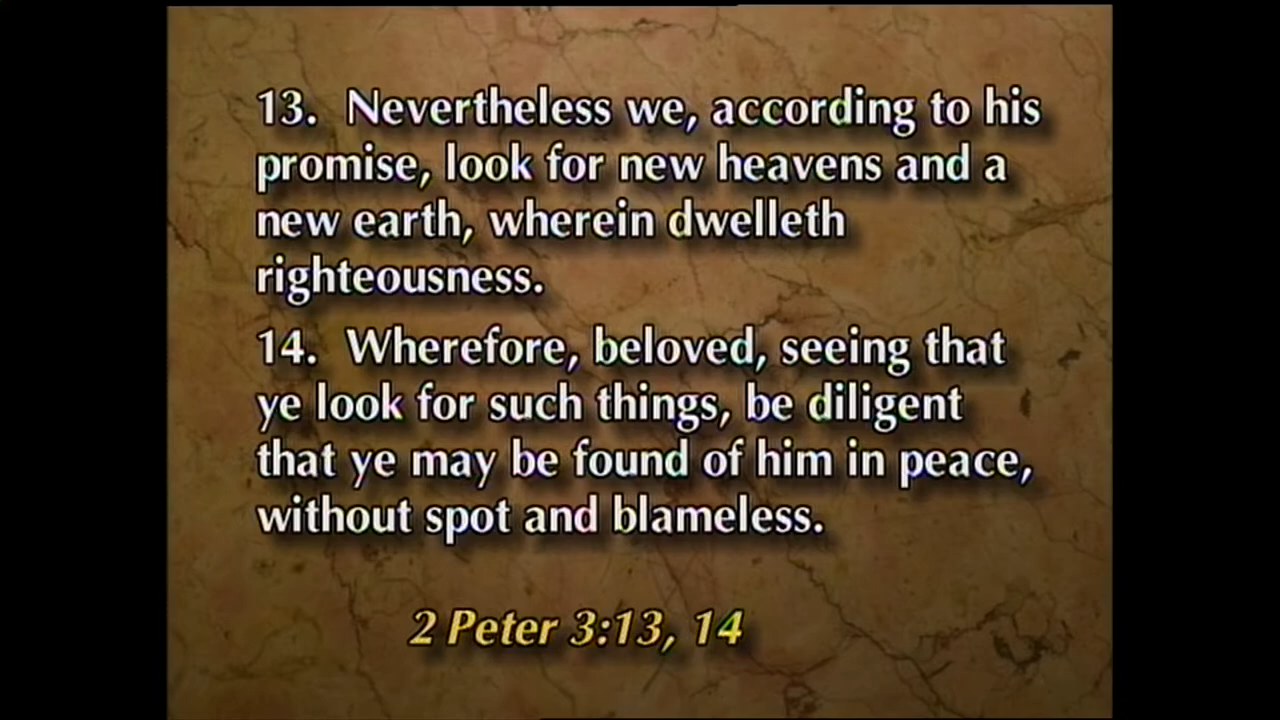 13. Nevertheless we, according to his
promise, look for new heavens and a
new earth, wherein dwelleth
righteousness.
14. Wherefore, beloved, seeing that
ye look for such things, be diligent
that ye may be found of him in peace,
without spot and blameless.
2 Peter 3:13, 14